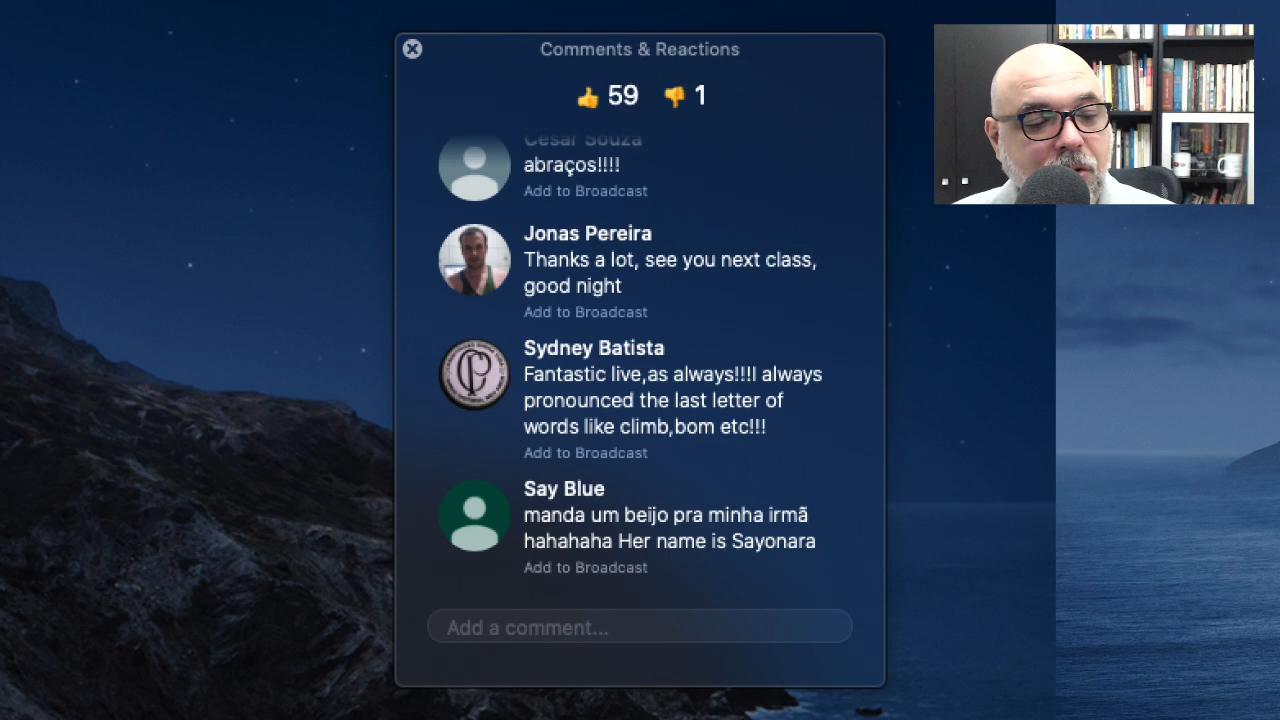 Comments & Reactions
👍 59 👎 1
Cesar Souza
abraços!!!!
Add to Broadcast
Jonas Pereira
Thanks a lot, see you next class,
good night
Add to Broadcast
Sydney Batista
Fantastic live,as always!!!I always
pronounced the last letter of
words like climb,bom etc!!!
Add to Broadcast
Say Blue
manda um beijo pra minha irmã
hahahaha Her name is Sayonara
Add to Broadcast
Add a comment...